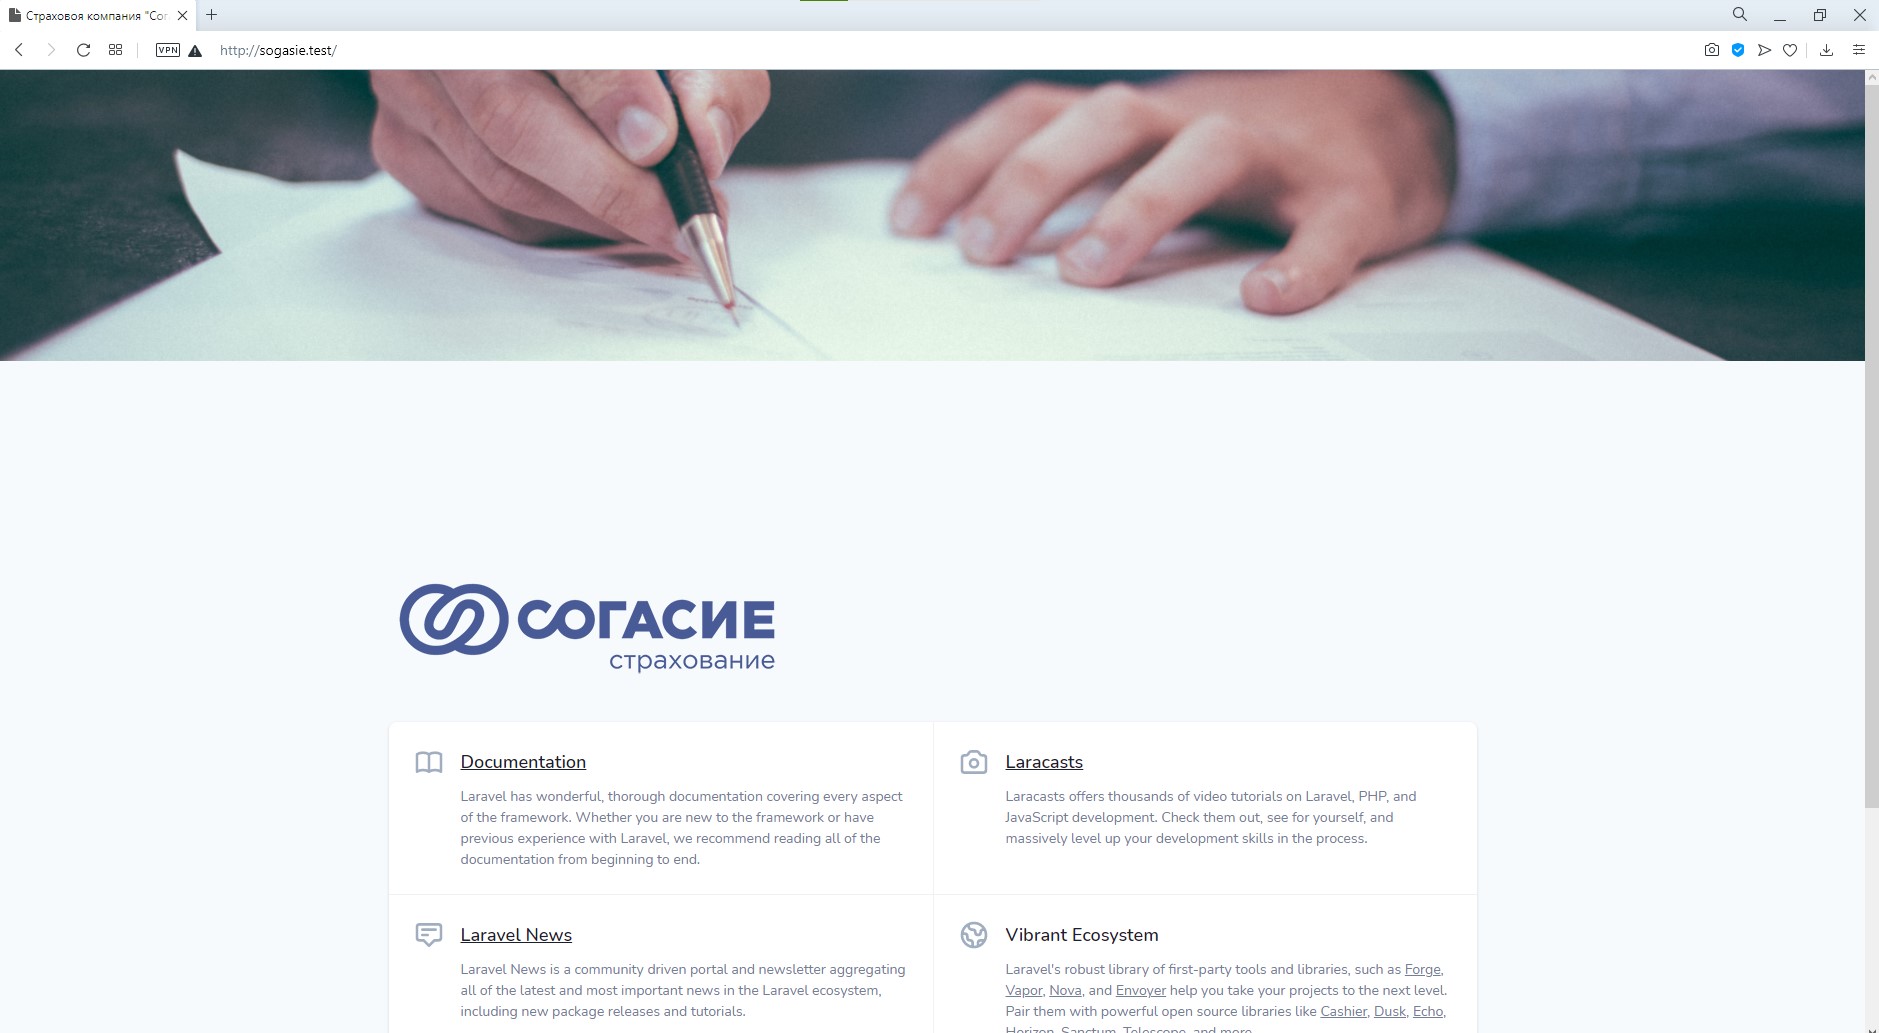 Страховоя компания "Сог
VPN
http://sogasie.test/
СОГАСИЕ
страхование
Documentation
Laravel has wonderful, thorough documentation covering every aspect
of the framework. Whether you are new to the framework or have
previous experience with Laravel, we recommend reading all of the
documentation from beginning to end.
Laracasts
Laracasts offers thousands of video tutorials on Laravel, PHP, and
JavaScript development. Check them out, see for yourself, and
massively level up your development skills in the process.
Laravel News
Laravel News is a community driven portal and newsletter aggregating
all of the latest and most important news in the Laravel ecosystem,
including new package releases and tutorials.
Vibrant Ecosystem
Laravel's robust library of first-party tools and libraries, such as Forge,
Vapor, Nova, and Envoyer help you take your projects to the next level.
Pair them with powerful open source libraries like Cashier, Dusk, Echo,
Horizon, Sanctum, Telescope, and more.